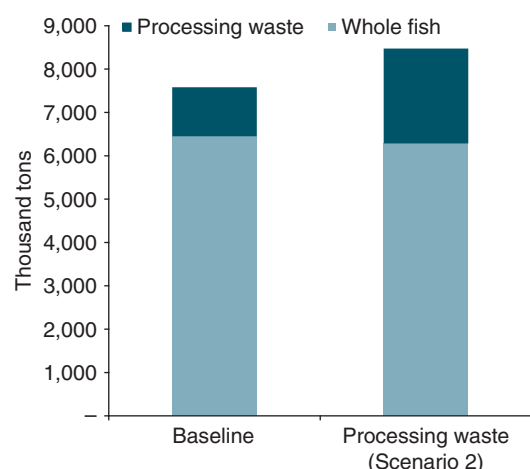 9,000
Processing waste
Whole fish
8,000
7,000
6,000
5,000
4,000
3,000
2,000
1,000
–
Thousand tons
Baseline
Processing waste
(Scenario 2)